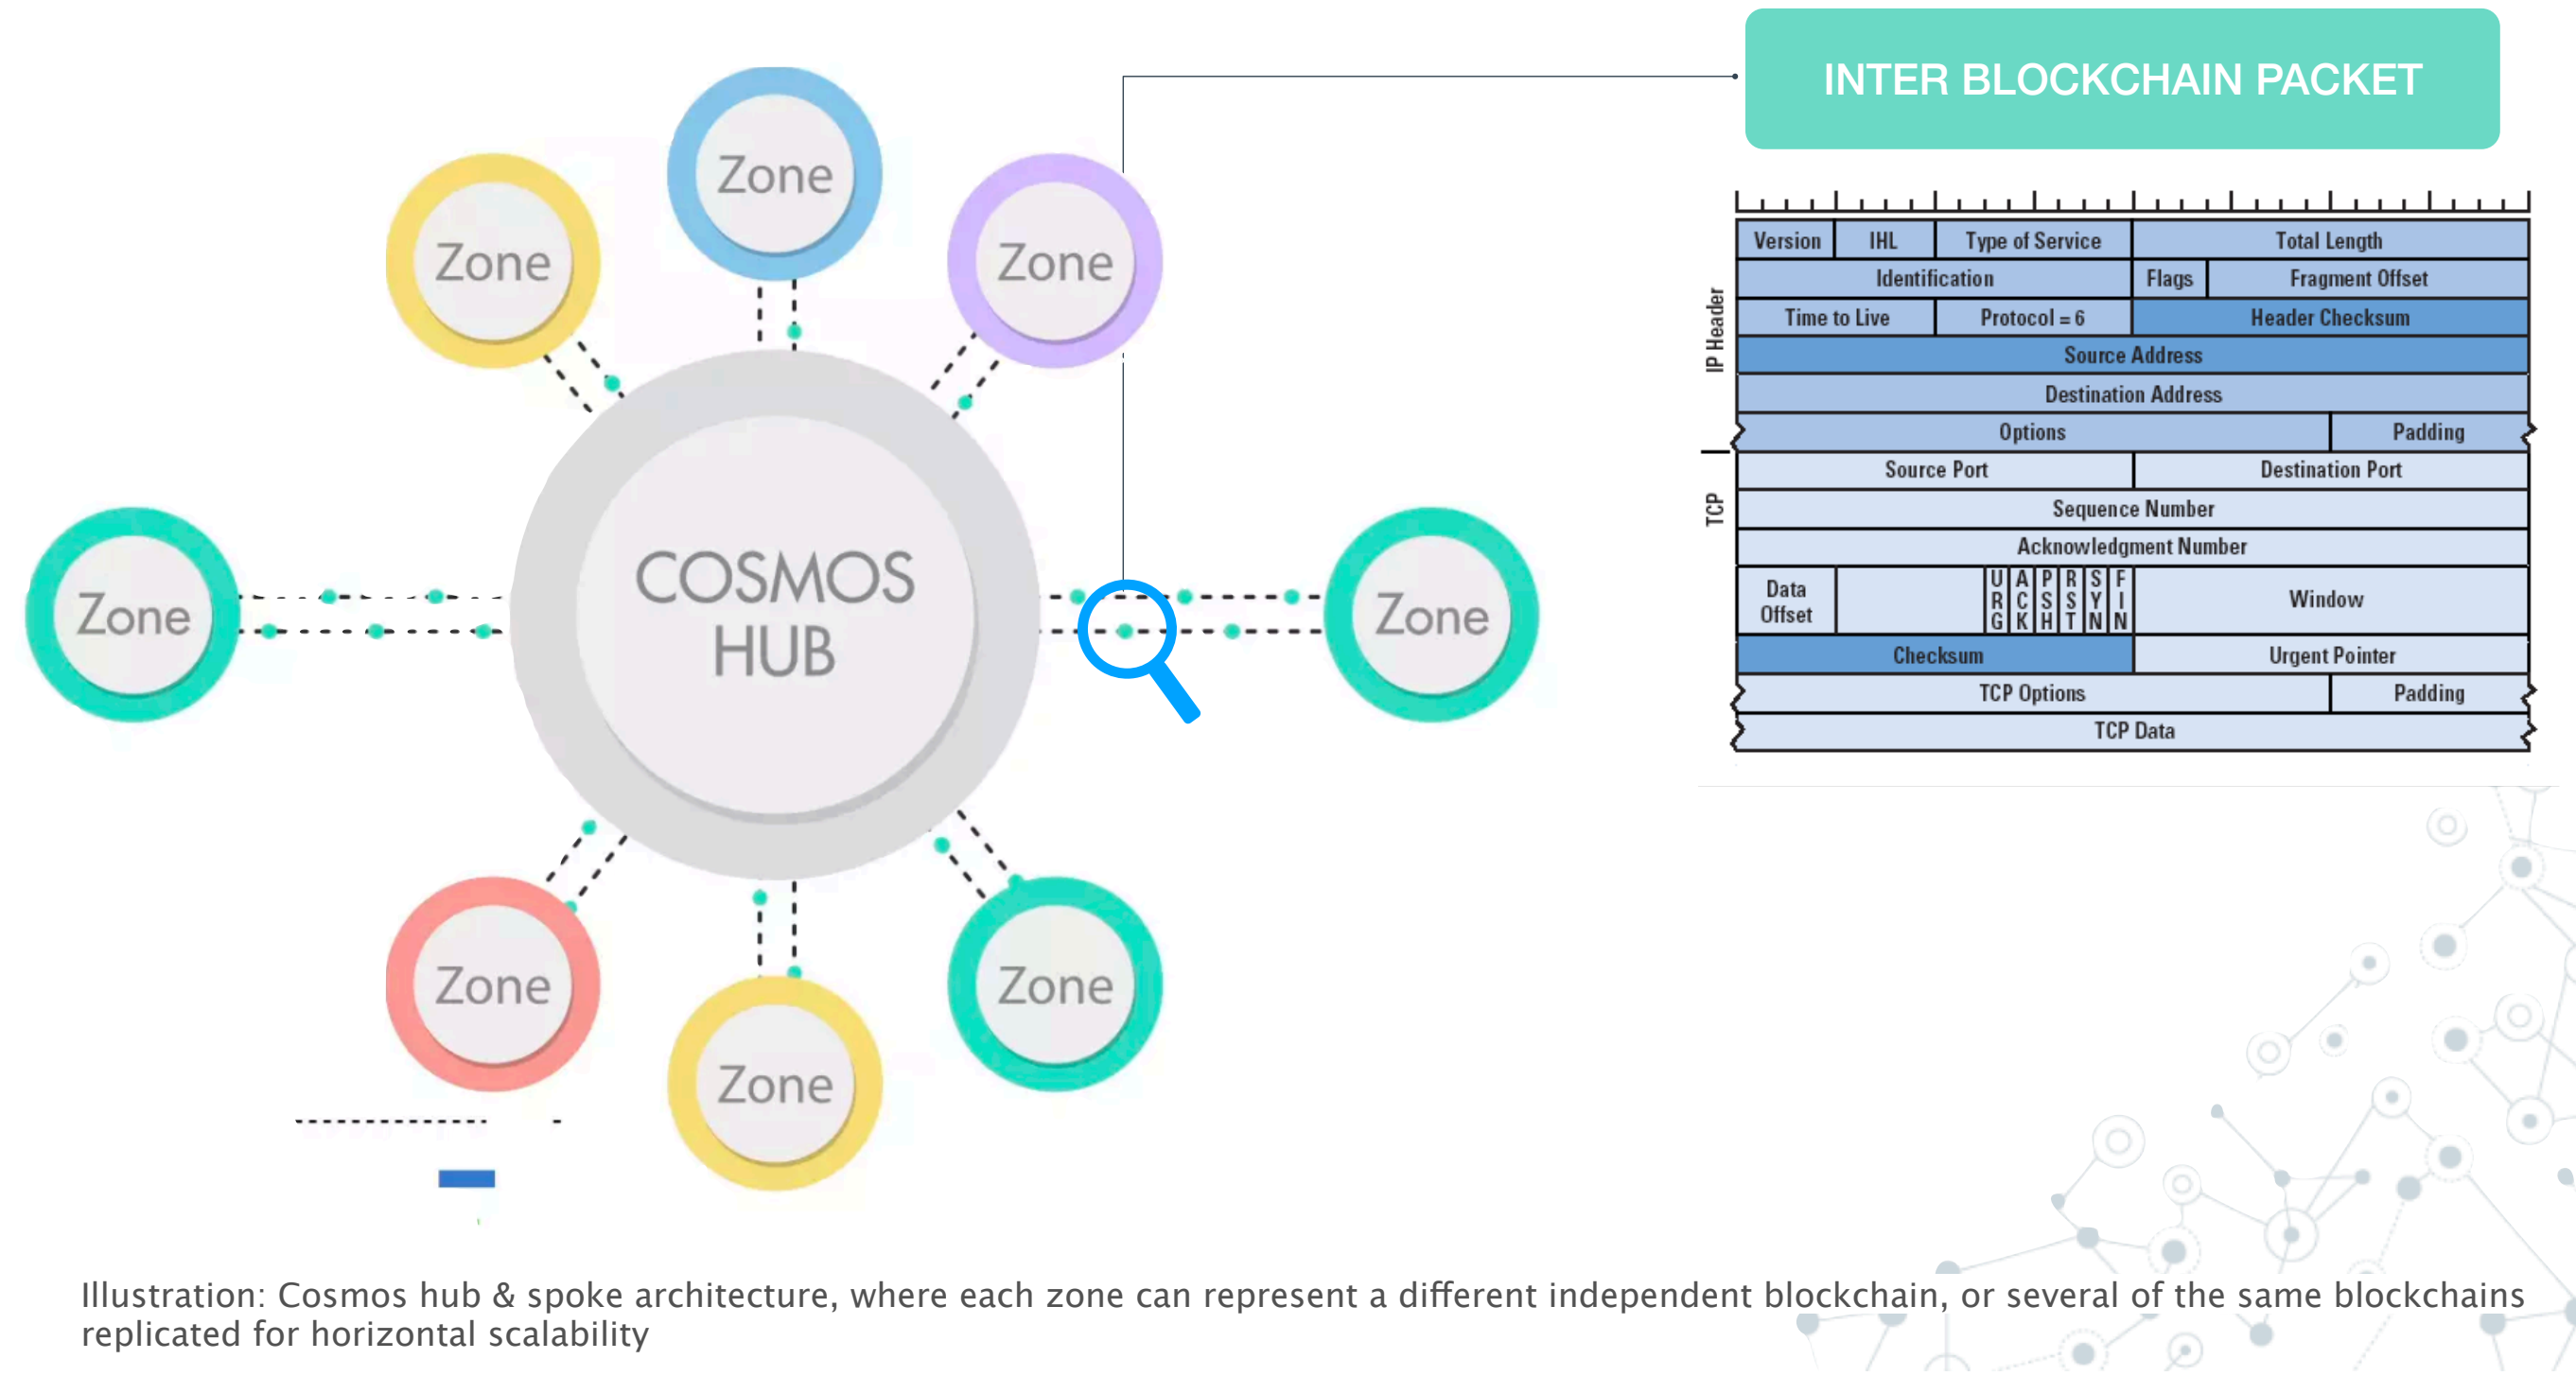 INTER BLOCKCHAIN PACKET
Zone
Zone
Zone
Zone
COSMOS
HUB
Zone
Zone
Zone
Zone
IP Header
Version IHL Type of Service Total Length
Identification Flags Fragment Offset
Time to Live Protocol = 6 Header Checksum
Source Address
Destination Address
Options Padding
TCP
Source Port Destination Port
Sequence Number
Acknowledgment Number
Data Offset URG ACK PSH RST SYN FIN Window
Checksum Urgent Pointer
TCP Options Padding
TCP Data
Illustration: Cosmos hub & spoke architecture, where each zone can represent a different independent blockchain, or several of the same blockchains
replicated for horizontal scalability